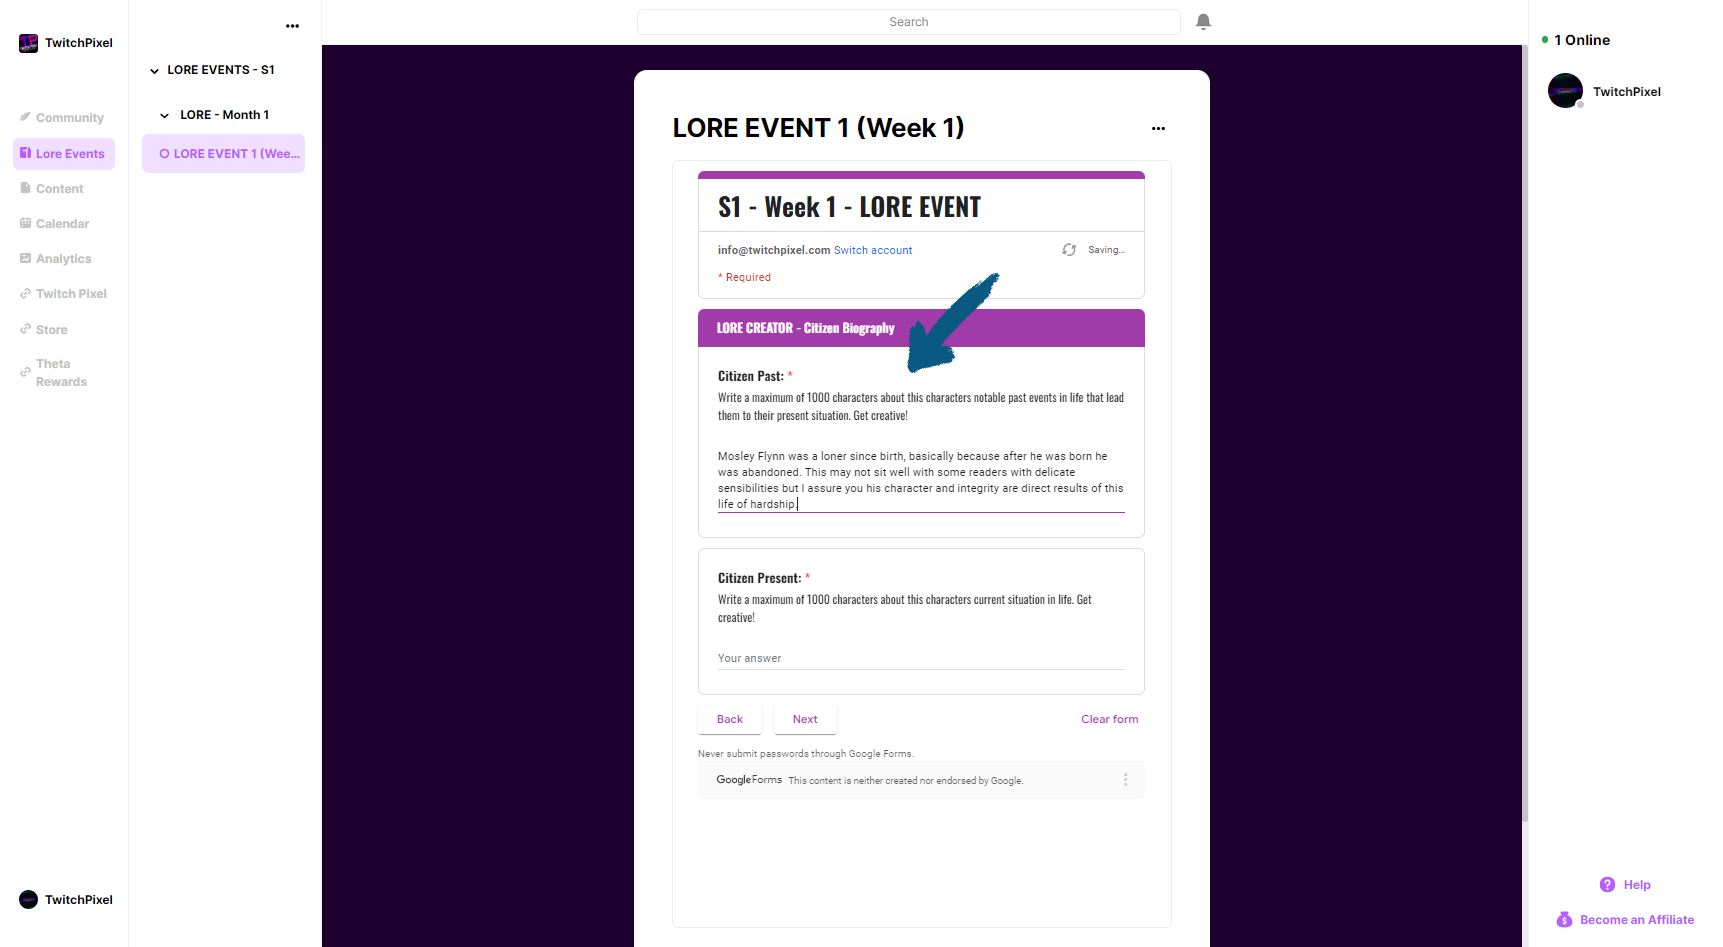 TwitchPixel
Community
Lore Events
Content
Calendar
Analytics
Twitch Pixel
Store
Theta
Rewards
TwitchPixel
LORE EVENTS - S1
LORE - Month 1
LORE EVENT 1 (Wee...
Search
LORE EVENT 1 (Week 1)
S1 - Week 1 - LORE EVENT
info@twitchpixel.com Switch account
Saving...
* Required
LORE CREATOR - Citizen Biography
Citizen Past: *
Write a maximum of 1000 characters about this characters notable past events in life that lead
them to their present situation. Get creative!
Mosley Flynn was a loner since birth, basically because after he was born he
was abandoned. This may not sit well with some readers with delicate
sensibilities but I assure you his character and integrity are direct results of this
life of hardship.
Citizen Present: *
Write a maximum of 1000 characters about this characters current situation in life. Get
creative!
Your answer
Back
Next
Clear form
Never submit passwords through Google Forms.
Google Forms This content is neither created nor endorsed by Google.
1 Online
TwitchPixel
Help
Become an Affiliate